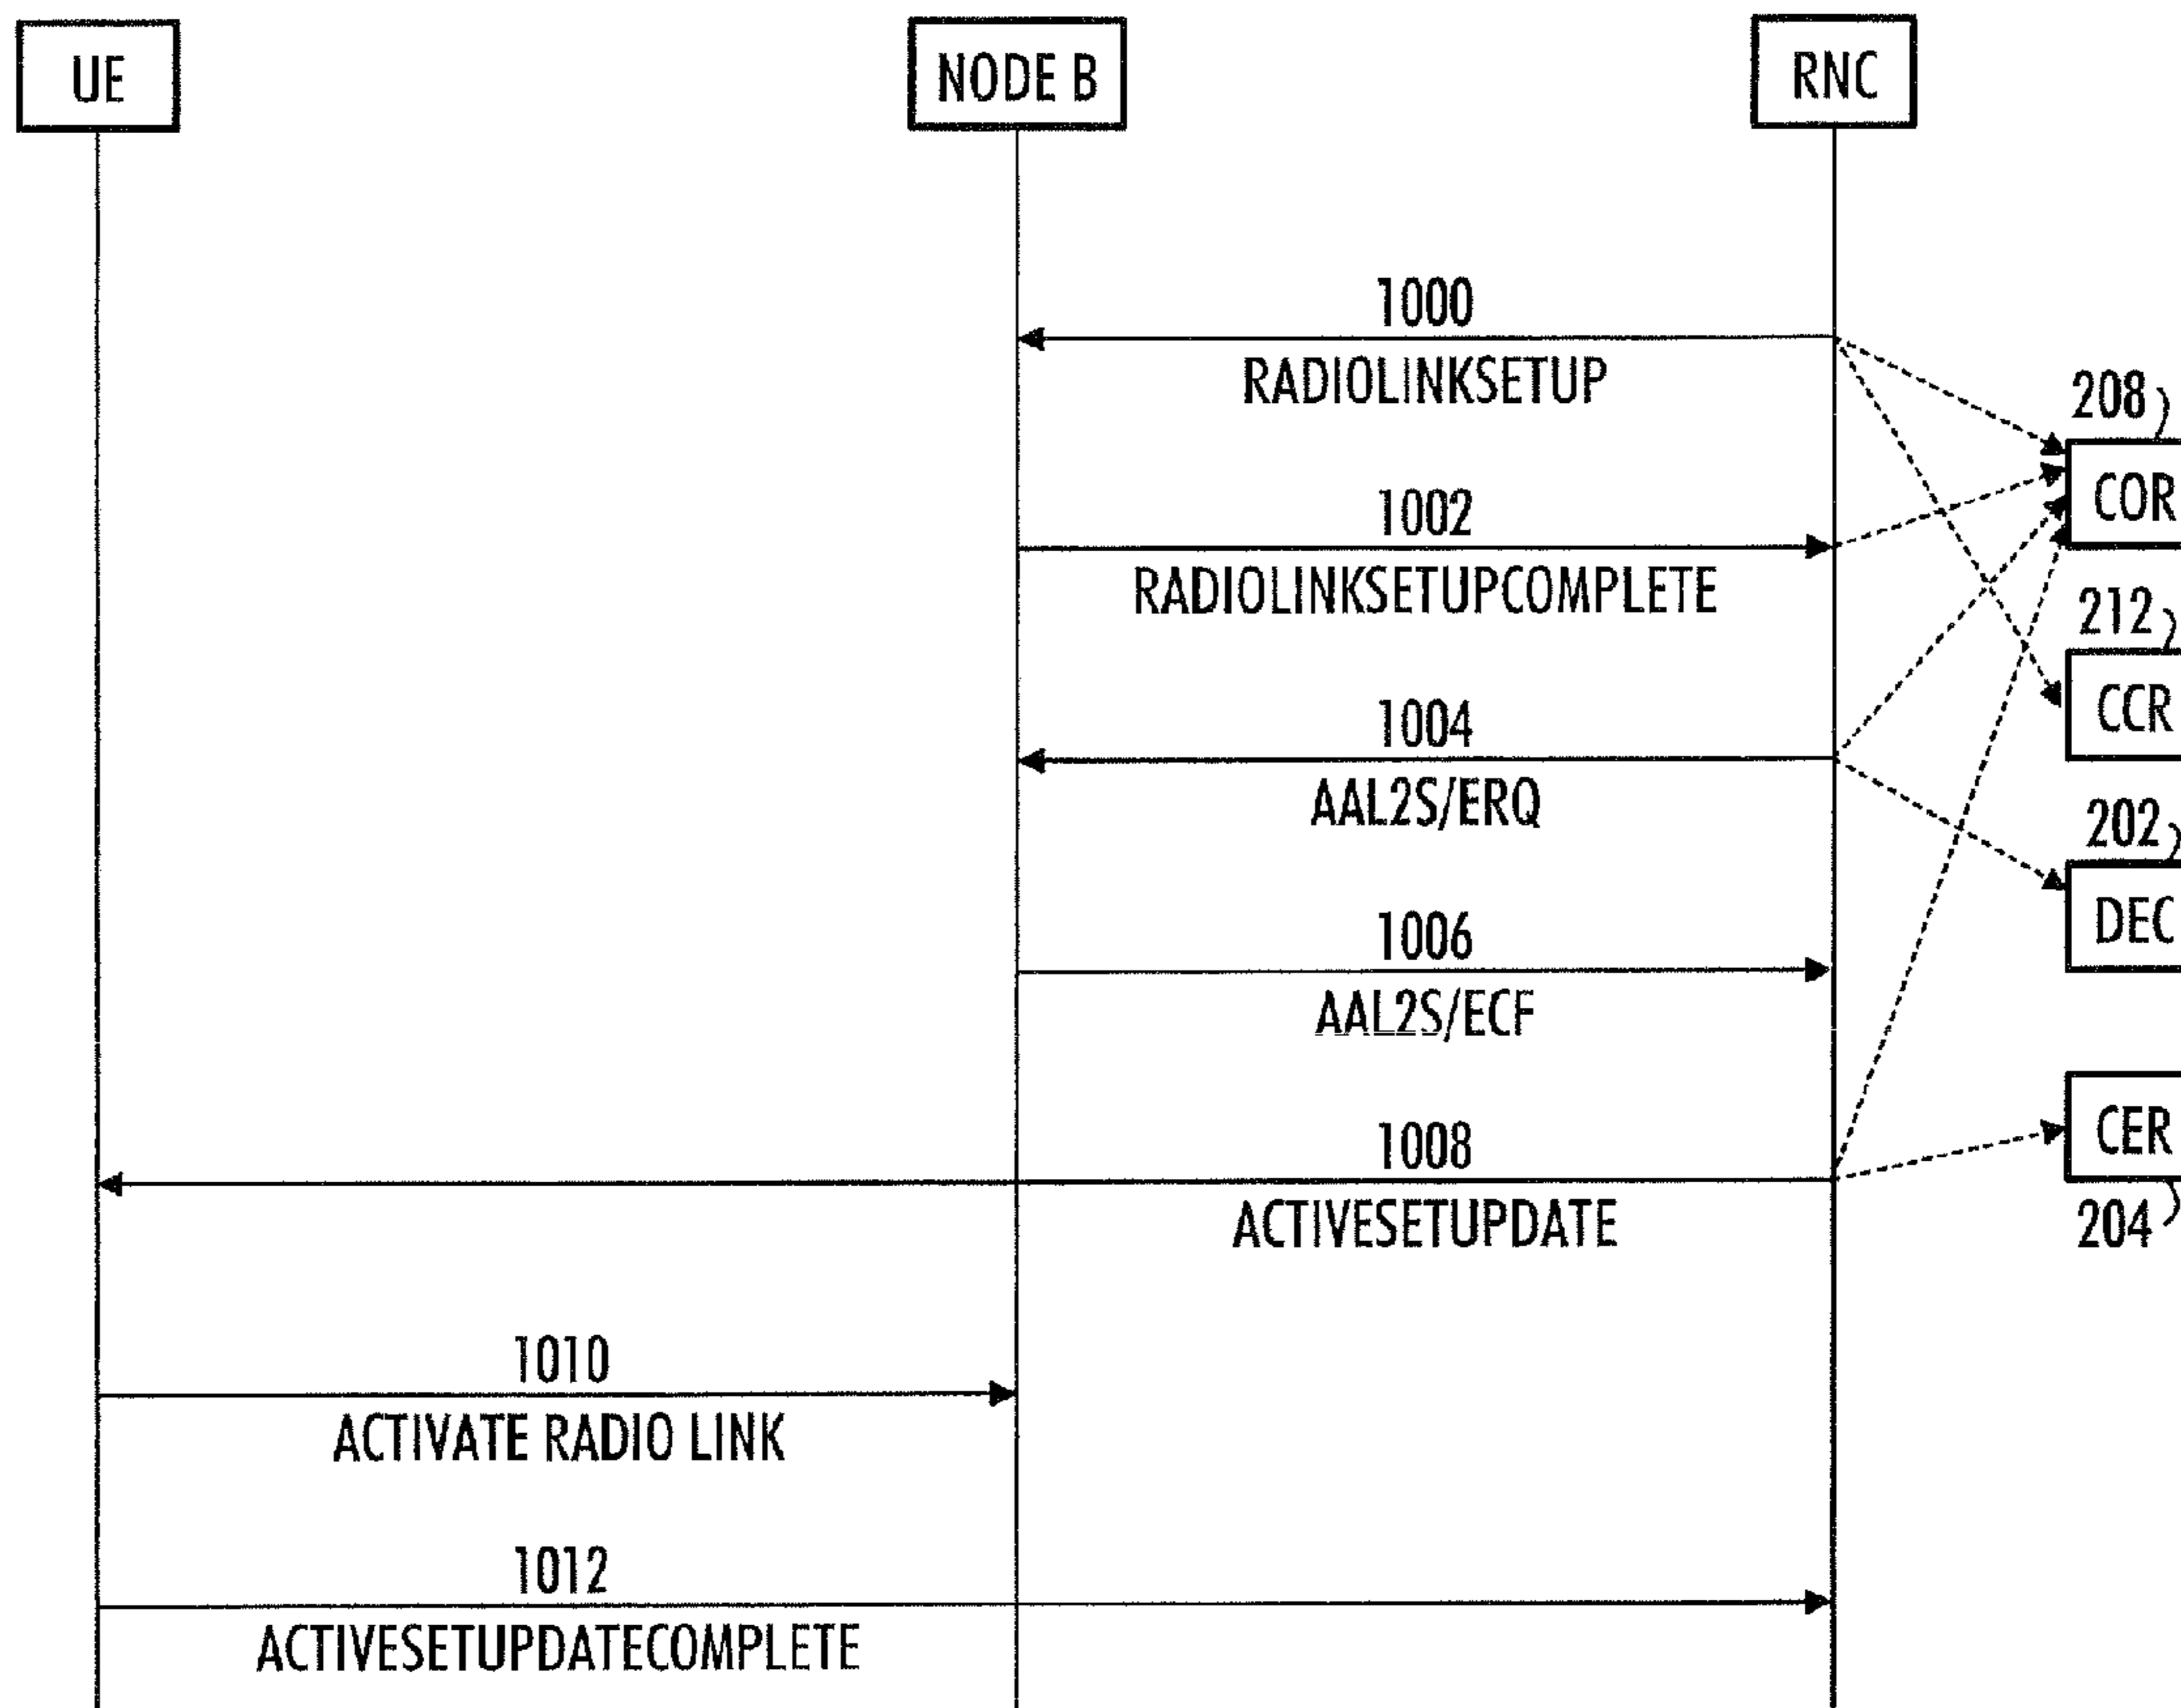 UE
NODE B
RNC
1000
RADIOLINKSETUP
208
COR
1002
RADIOLINKSETUPCOMPLETE
212
CCR
1004
AAL2S/ERQ
202
DEC
1006
AAL2S/ECF
CER
1008
ACTIVESETUPDATE
204
1010
ACTIVATE RADIO LINK
1012
ACTIVESETUPDATECOMPLETE